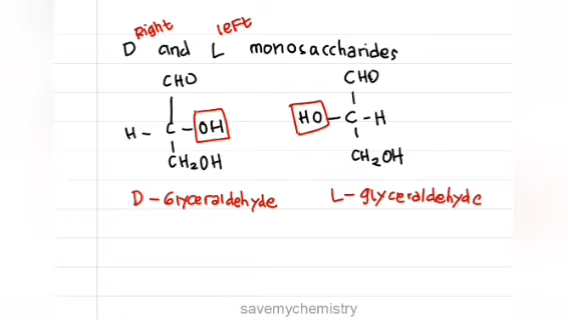 Right left
D and L monosaccharides
CHO CHO
H- C -OH HO -C -H
CH2OH CH2OH
D-Glyceraldehyde L-glyceraldehyde
savemychemistry